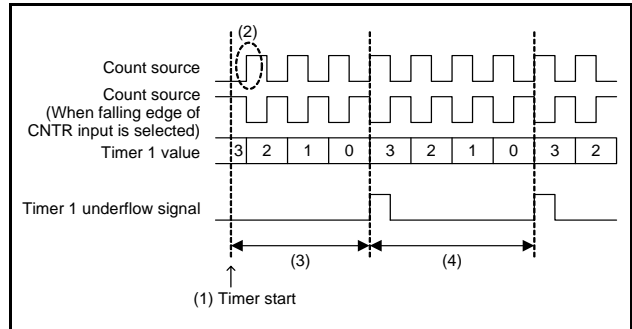 (2)
Count source
Count source
(When falling edge of
CNTR input is selected)
Timer 1 value
3 2 1 0 3 2 1 0 3 2
Timer 1 underflow signal
(3) (4)
(1) Timer start